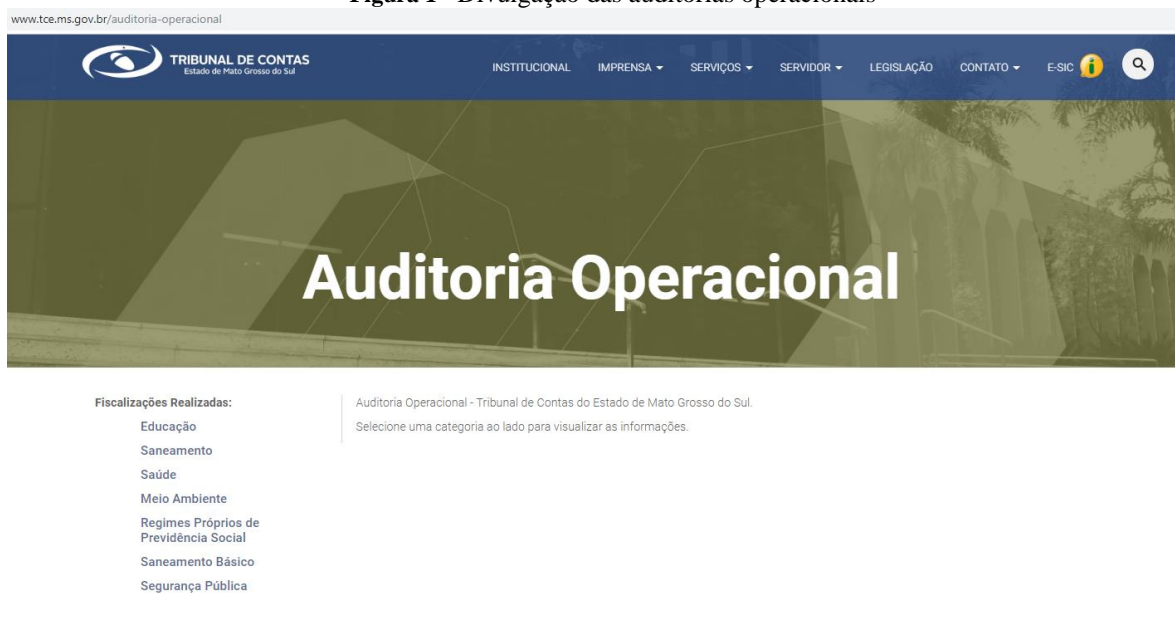 Figura 1 - Divulgação das auditorias operacionais
www.tce.ms.gov.br/auditoria-operacional
TRIBUNAL DE CONTAS
Estado de Mato Grosso do Sul
INSTITUCIONAL IMPRENSA SERVIÇOS SERVIDOR LEGISLAÇÃO CONTATO E-SIC i
Auditoria Operacional
Fiscalizações Realizadas:
Educação
Saneamento
Saúde
Meio Ambiente
Regimes Próprios de
Previdência Social
Saneamento Básico
Segurança Pública
Auditoria Operacional - Tribunal de Contas do Estado de Mato Grosso do Sul.
Selecione uma categoria ao lado para visualizar as informações.